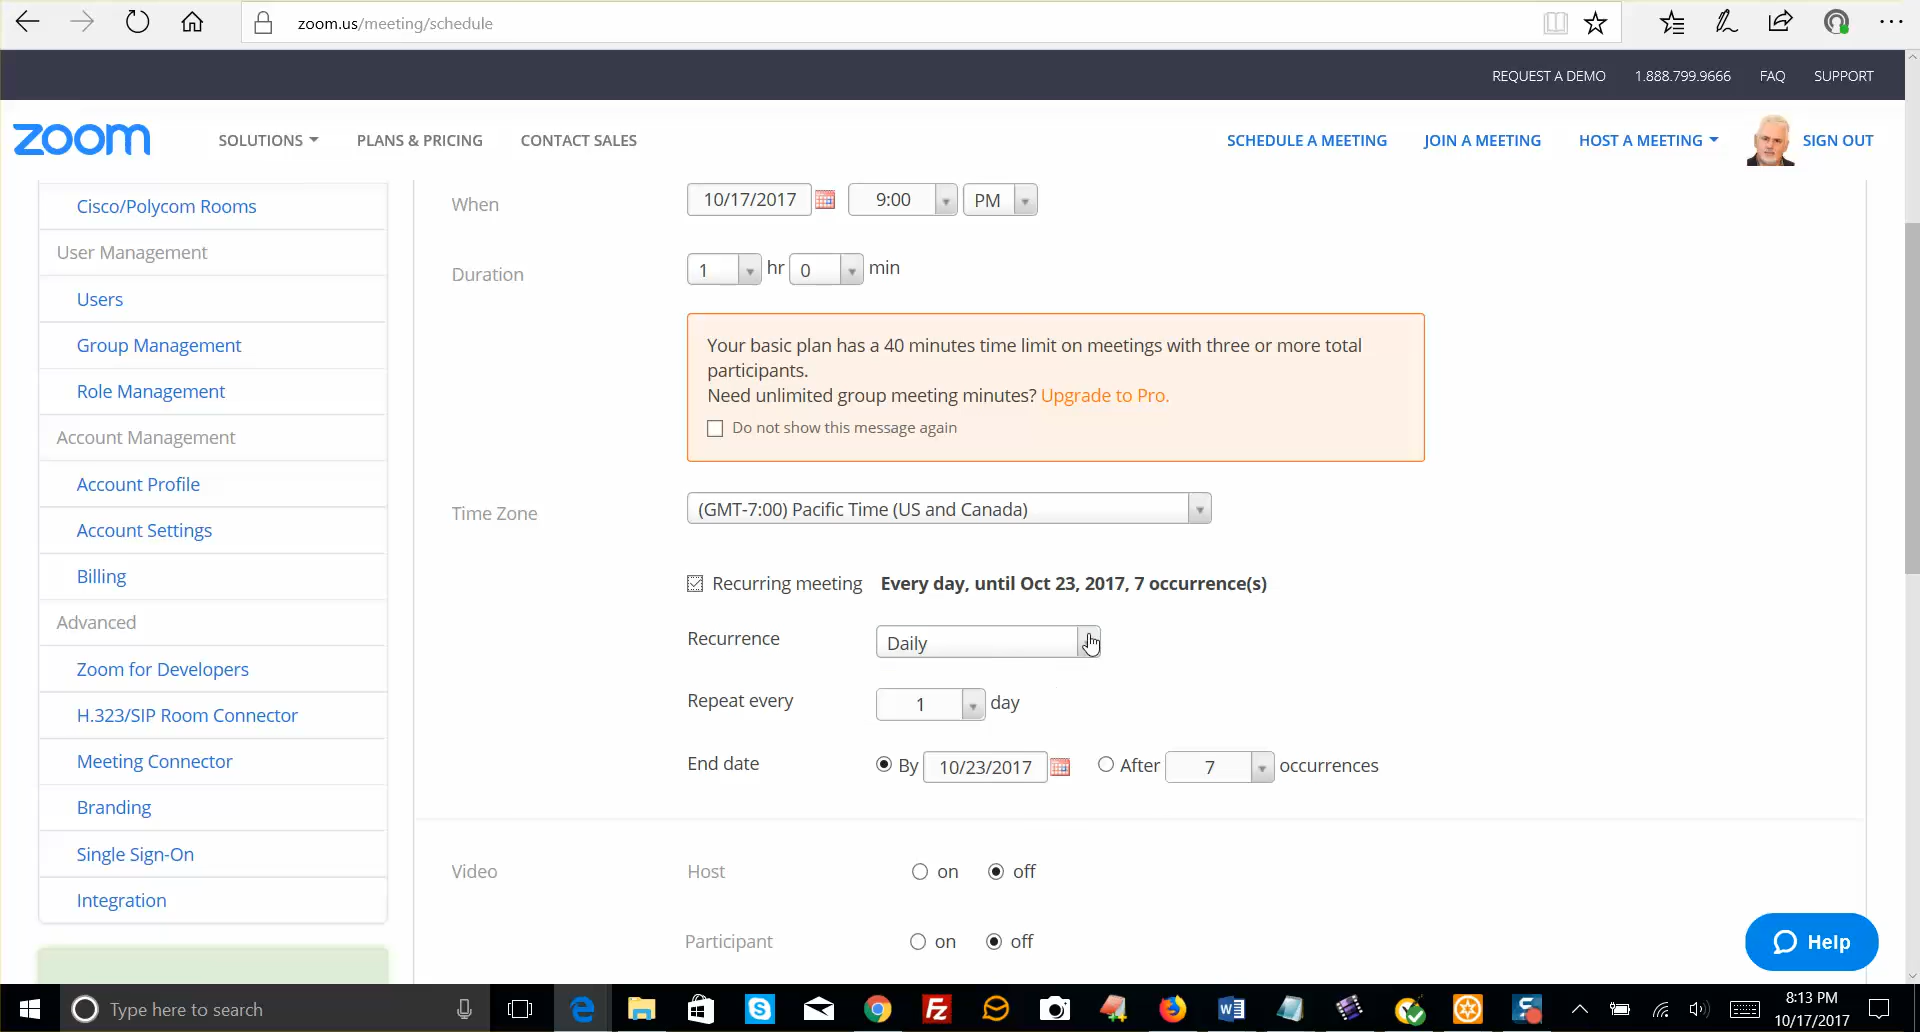 zoom.us/meeting/schedule
REQUEST A DEMO 1.888.799.9666 FAQ SUPPORT
zoom SOLUTIONS PLANS & PRICING CONTACT SALES SCHEDULE A MEETING JOIN A MEETING HOST A MEETING SIGN OUT
Cisco/Polycom Rooms
User Management
Users
Group Management
Role Management
Account Management
Account Profile
Account Settings
Billing
Advanced
Zoom for Developers
H.323/SIP Room Connector
Meeting Connector
Branding
Single Sign-On
Integration
When 10/17/2017 9:00 PM
Duration 1 hr 0 min
Your basic plan has a 40 minutes time limit on meetings with three or more total
participants.
Need unlimited group meeting minutes? Upgrade to Pro.
Do not show this message again
Time Zone (GMT-7:00) Pacific Time (US and Canada)
Recurring meeting Every day, until Oct 23, 2017, 7 occurrence(s)
Recurrence Daily
Repeat every 1 day
End date By 10/23/2017 After 7 occurrences
Video Host on off
Participant on off
Help
Type here to search
8:13 PM
10/17/2017